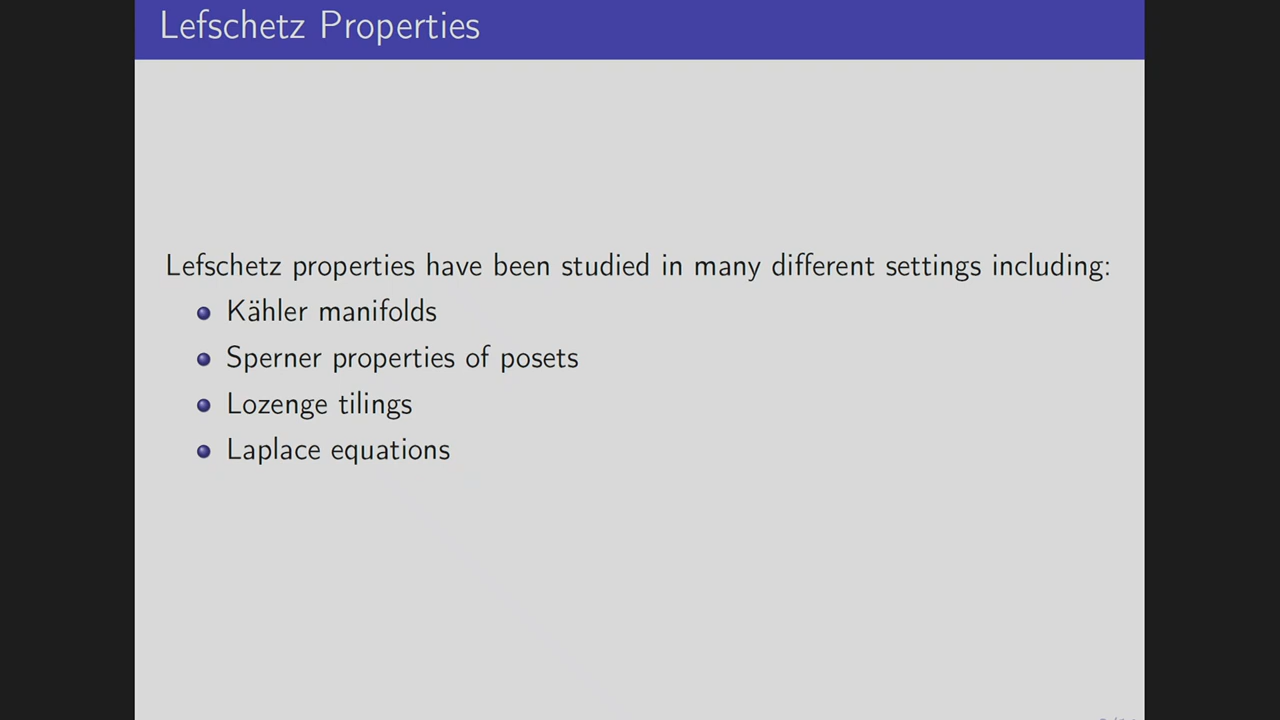 Lefschetz Properties
Lefschetz properties have been studied in many different settings including:
Kähler manifolds
Sperner properties of posets
Lozenge tilings
Laplace equations